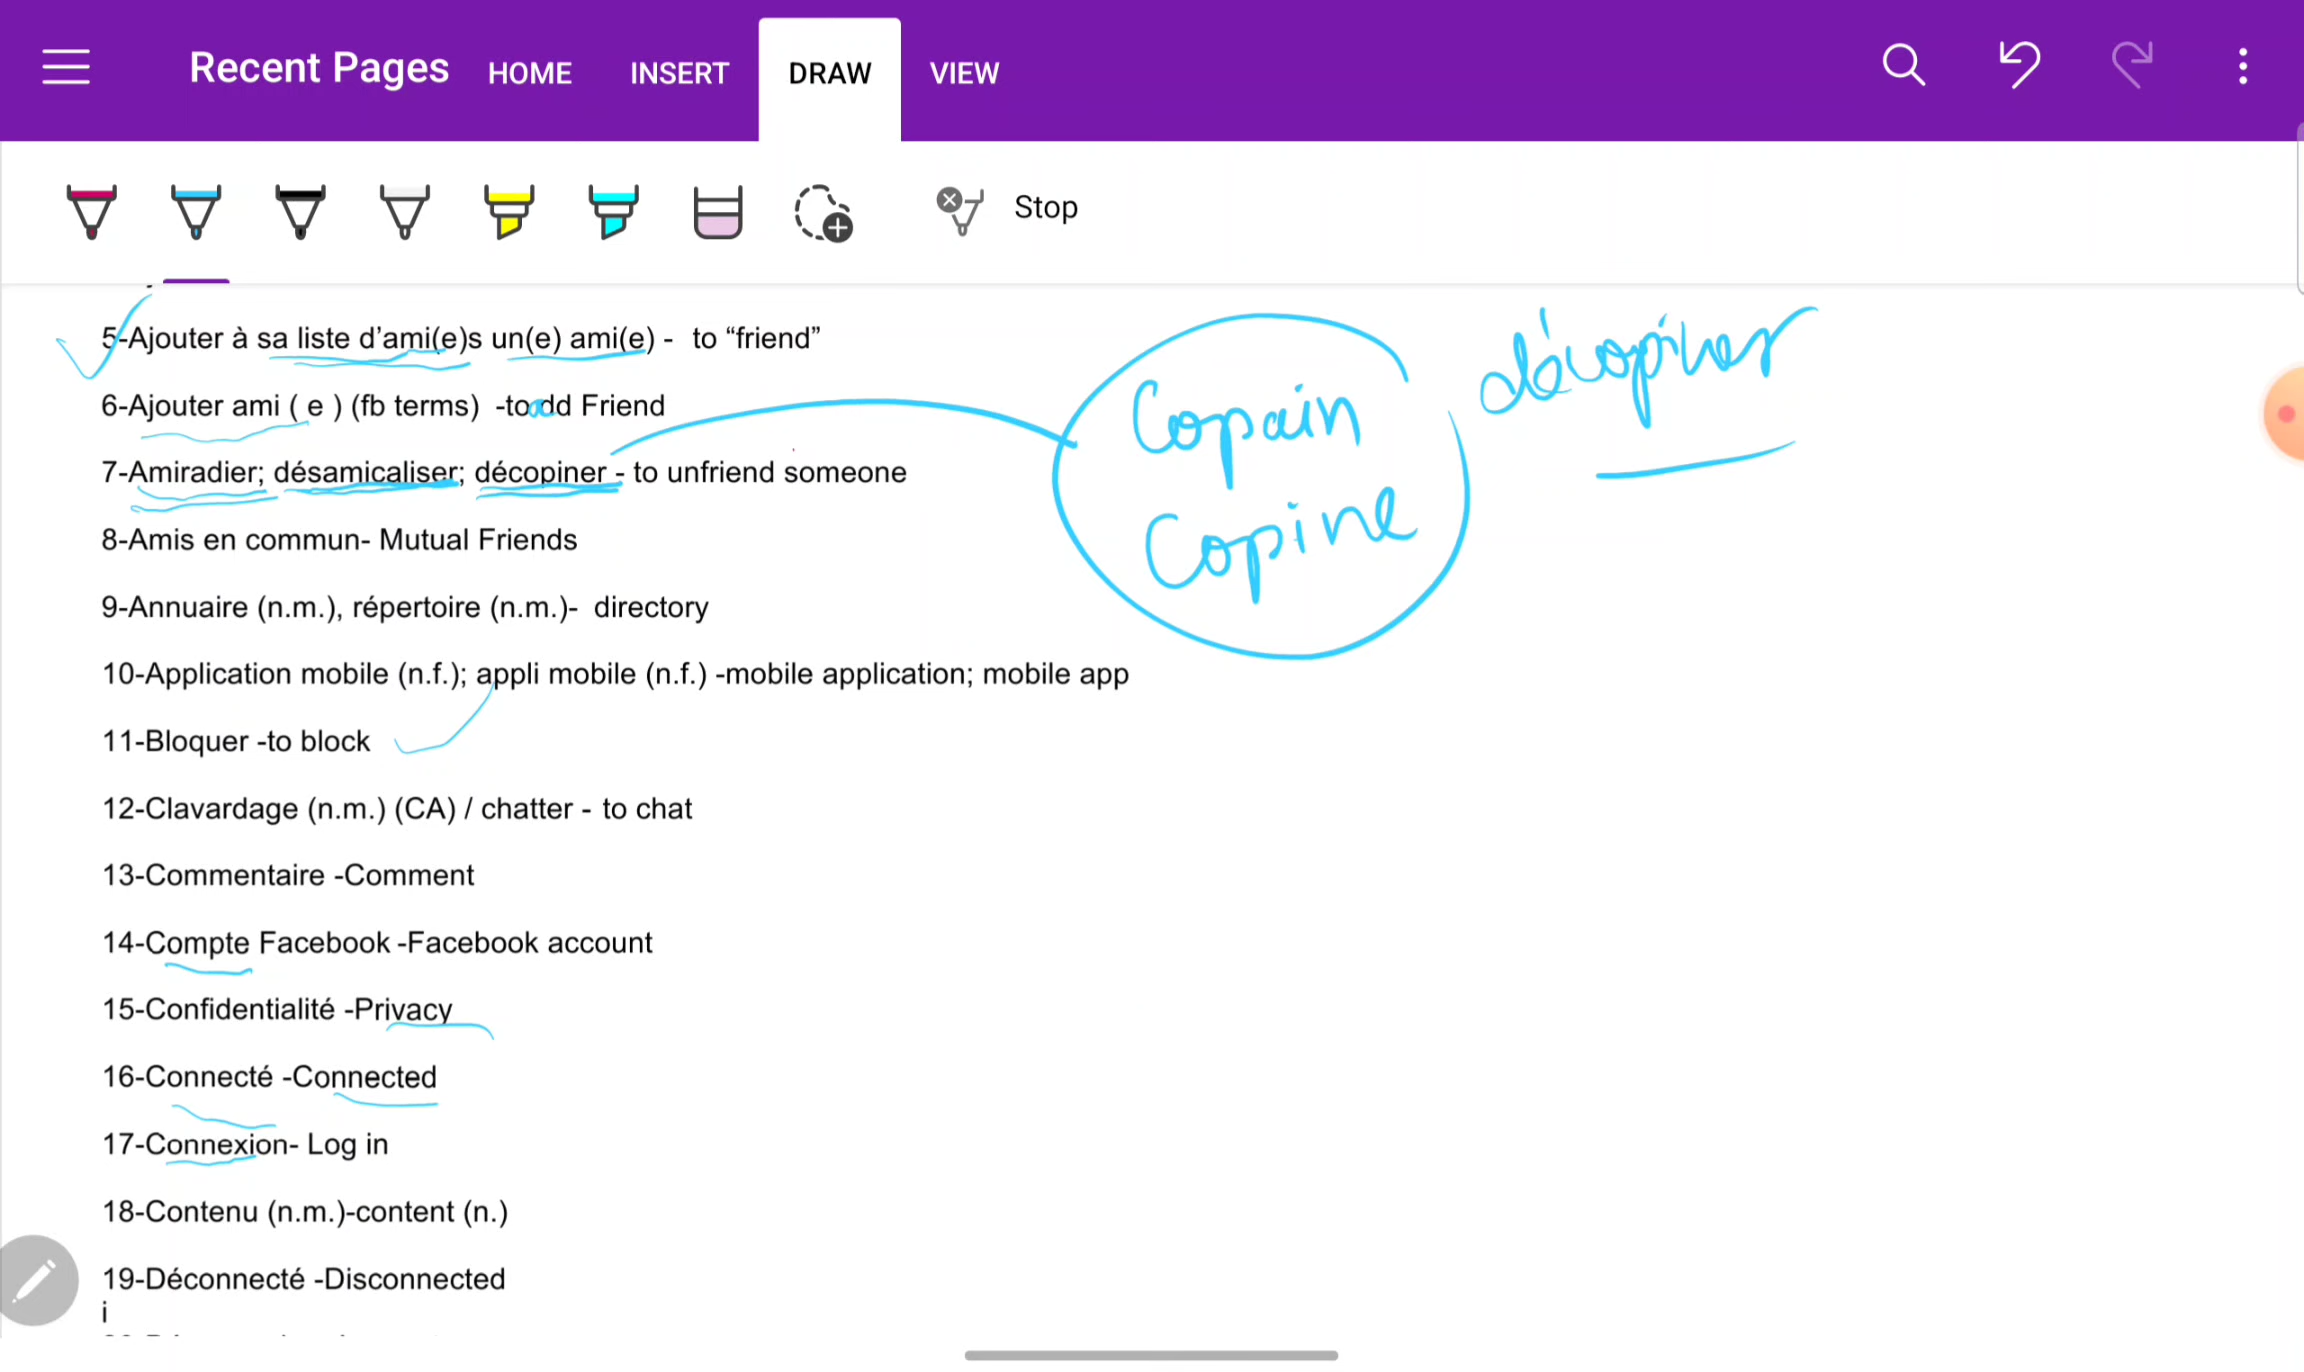 Recent Pages HOME INSERT DRAW VIEW
Stop
5-Ajouter à sa liste d’ami(e)s un(e) ami(e) - to “friend”
6-Ajouter ami ( e ) (fb terms) -to add Friend
7-Amiradier; désamicaliser; décopiner - to unfriend someone
8-Amis en commun- Mutual Friends
9-Annuaire (n.m.), répertoire (n.m.)- directory
10-Application mobile (n.f.); appli mobile (n.f.) -mobile application; mobile app
11-Bloquer -to block
12-Clavardage (n.m.) (CA) / chatter - to chat
13-Commentaire -Comment
14-Compte Facebook -Facebook account
15-Confidentialité -Privacy
16-Connecté -Connected
17-Connexion- Log in
18-Contenu (n.m.)-content (n.)
19-Déconnecté -Disconnected
i
Copain
Copine
décopiner